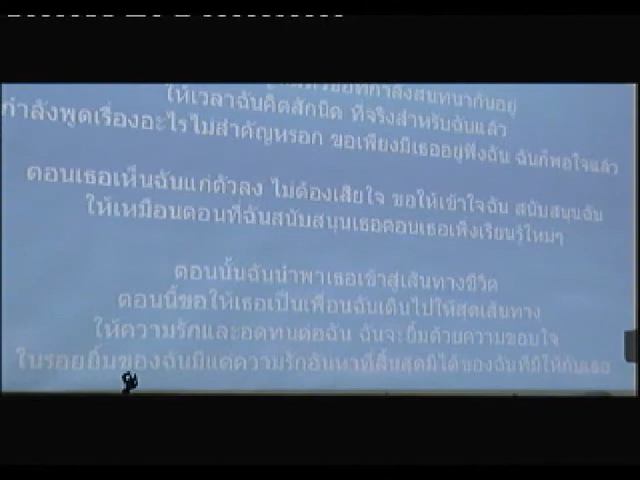 ที่กำลังสนทนากันอยู่
ให้เวลาฉันคิดสักนิด ที่จริงสำหรับฉันแล้ว
กำลังพูดเรื่องอะไรไม่สำคัญหรอก ขอเพียงมีเธออยู่ฟังฉัน ฉันก็พอใจแล้ว
ตอนเธอเห็นฉันแก่ตัวลง ไม่ต้องเสียใจ ขอให้เข้าใจฉัน สนับสนุนฉัน
ให้เหมือนตอนที่ฉันสนับสนุนเธอตอนเธอเพิ่งเรียนรู้ใหม่ๆ
ตอนนั้นฉันนำพาเธอเข้าสู่เส้นทางชีวิต
ตอนนี้ขอให้เธอเป็นเพื่อนฉันเดินไปให้สุดเส้นทาง
ให้ความรักและอดทนต่อฉัน ฉันจะยิ้มด้วยความขอบใจ
ในรอยยิ้มของฉันมีแต่ความรักอันหาที่สิ้นสุดมิได้ของฉันที่มีให้กับเธอ